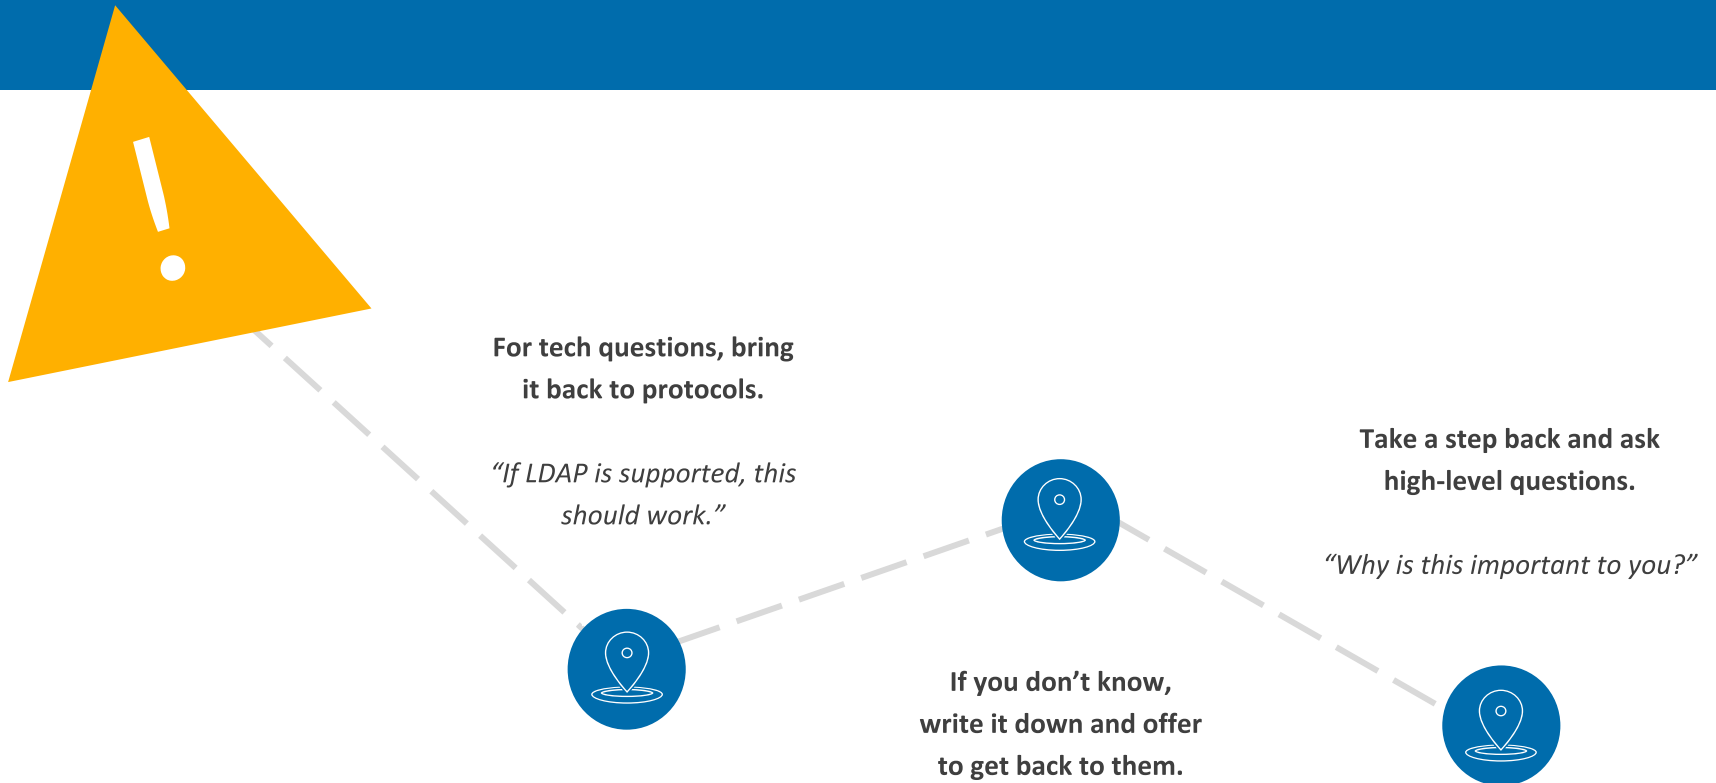 For tech questions, bring
it back to protocols.
“If LDAP is supported, this
should work.”
If you don’t know,
write it down and offer
to get back to them.
Take a step back and ask
high-level questions.
“Why is this important to you?”